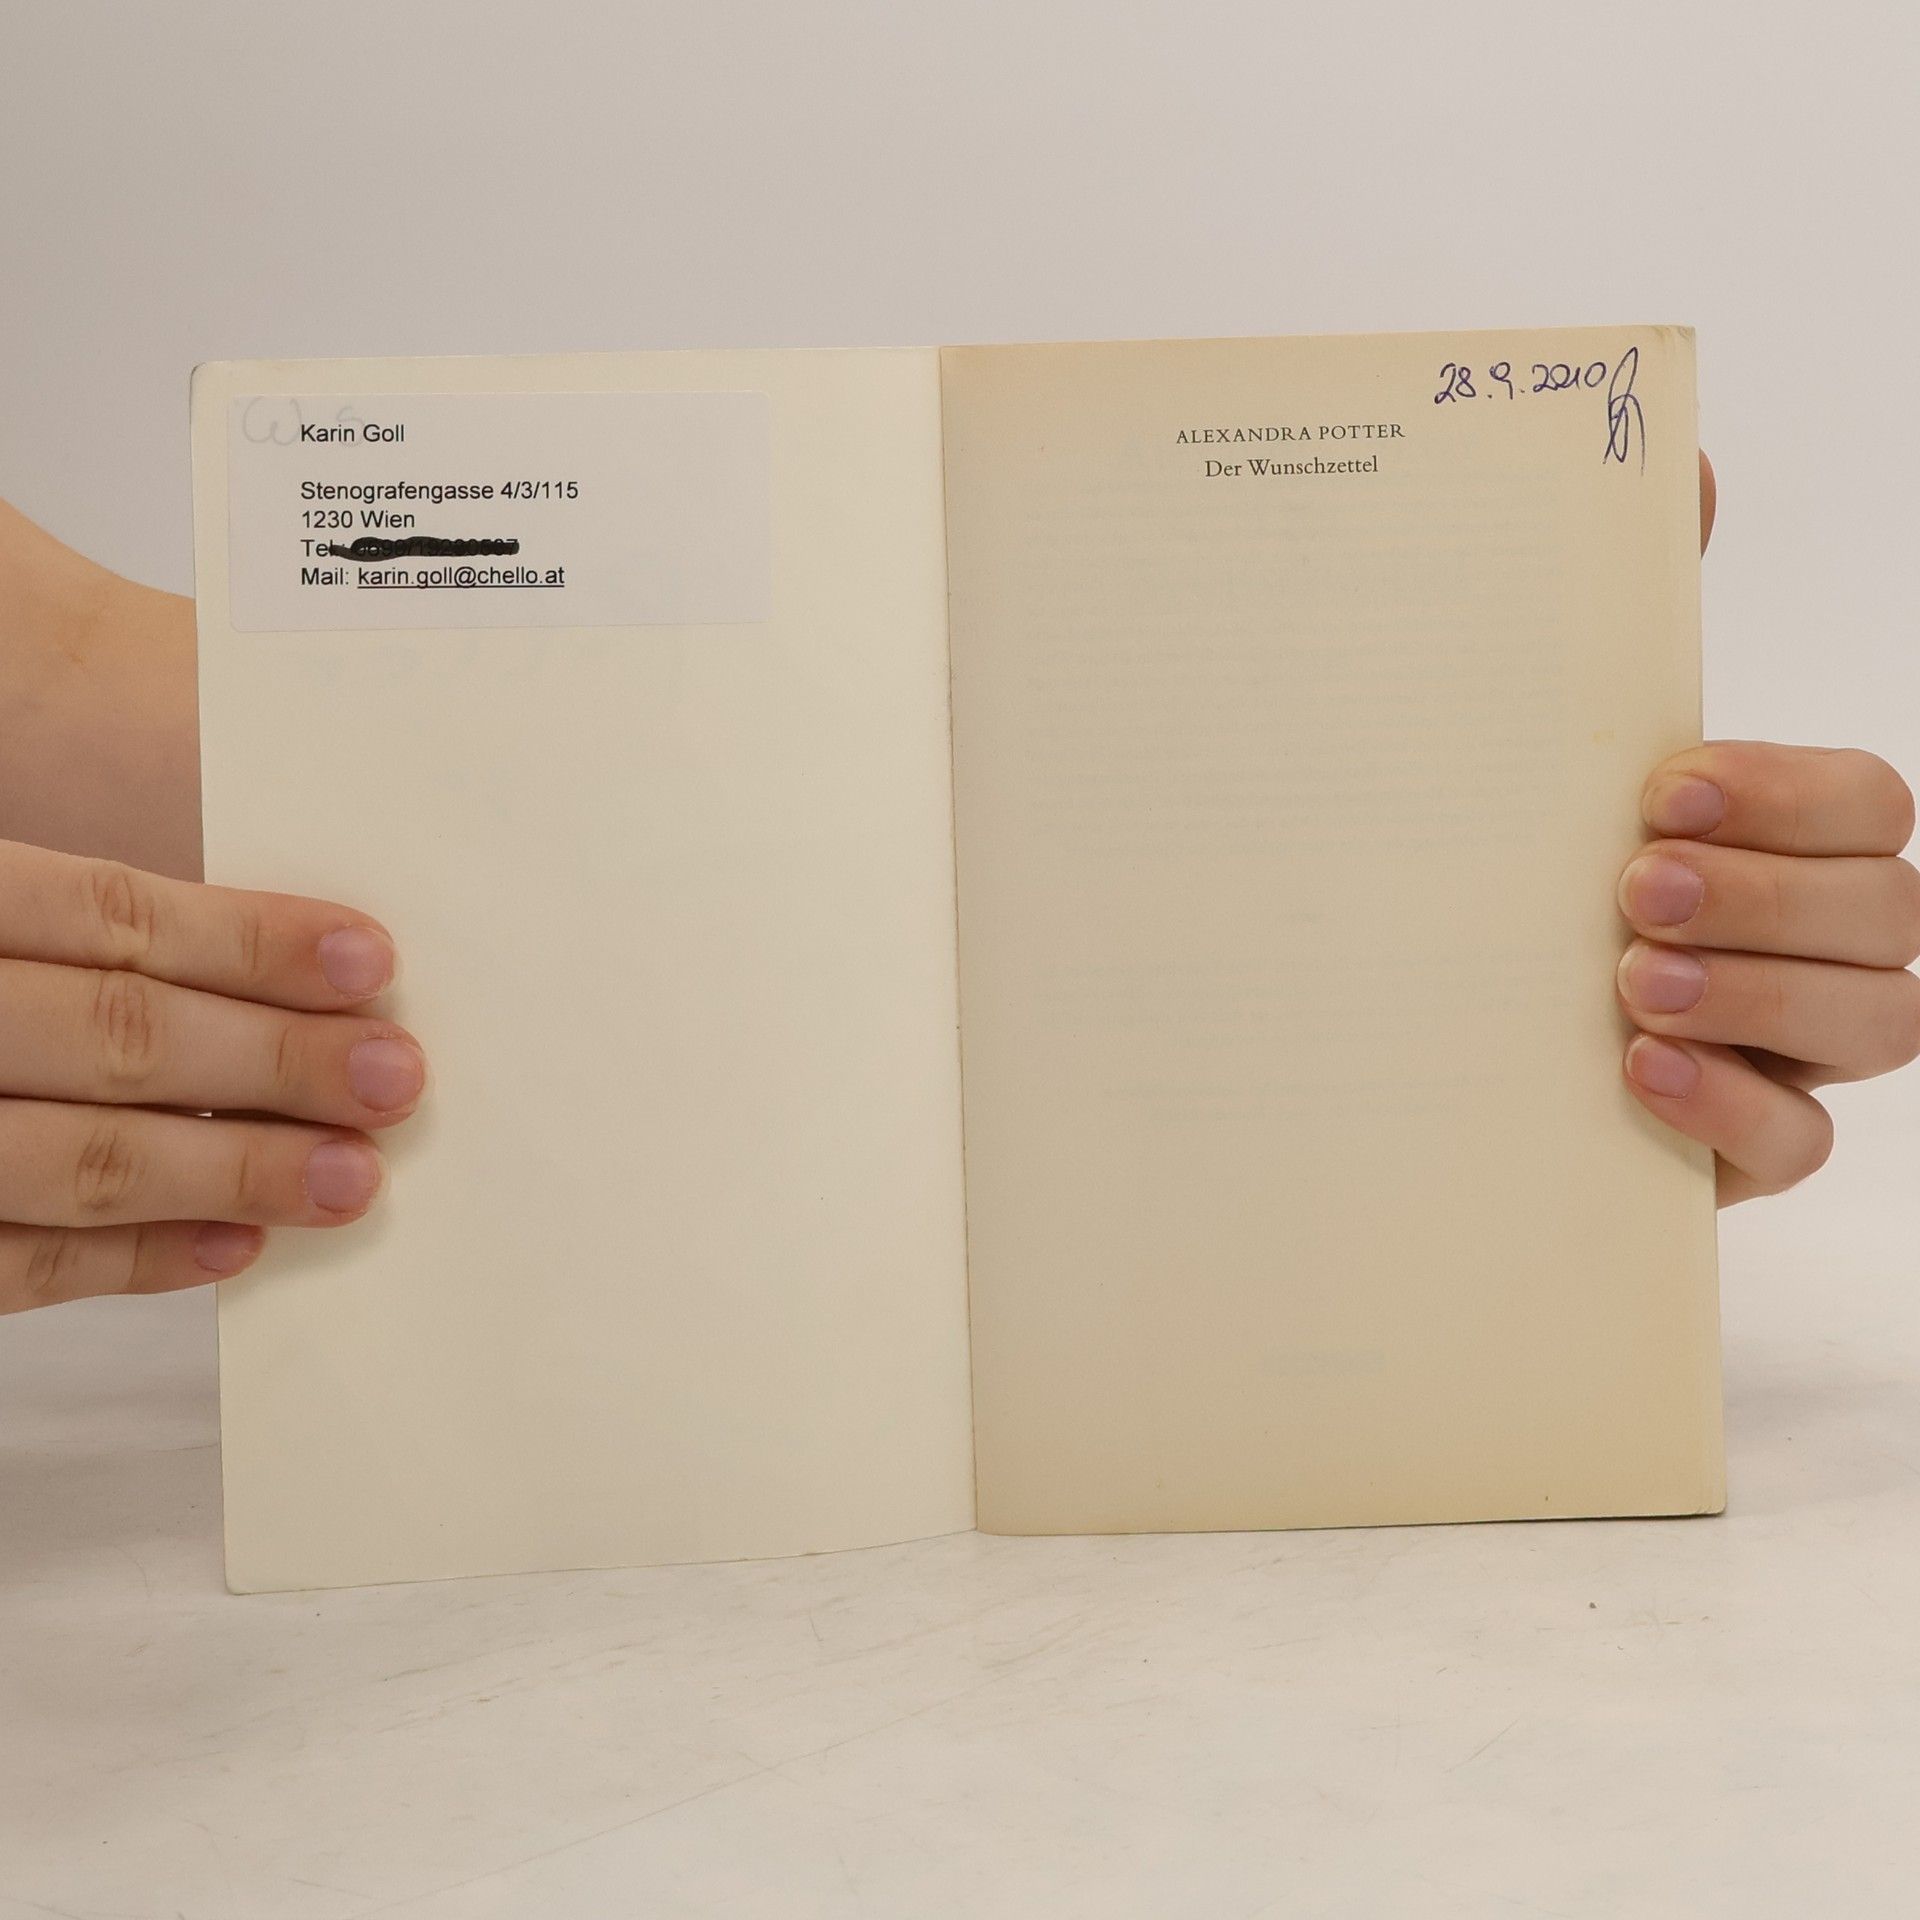 Karin Goll
Stenografengasse 4/3/115
1230 Wien
Tel:
Mail: karin.goll@chello.at
28.9.2010
ALEXANDRA POTTER
Der Wunschzettel